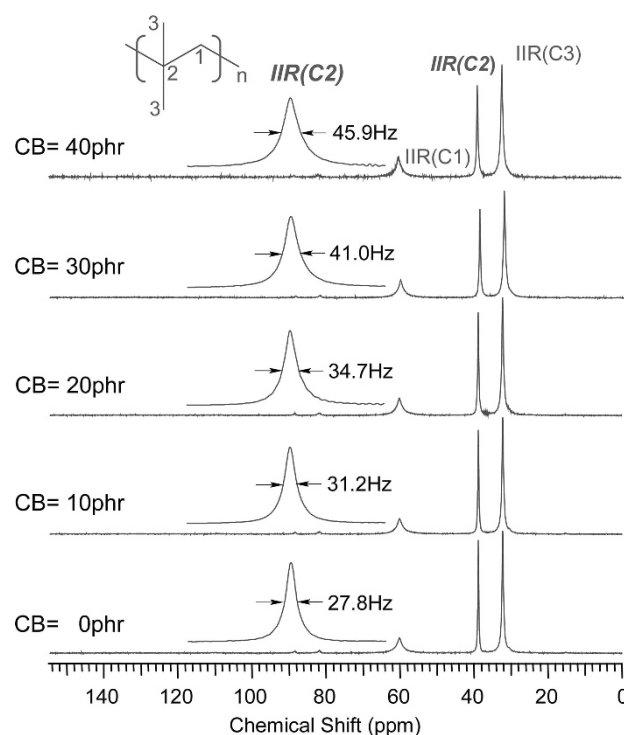 3
1
2
n
3
IIR(C2)
IIR(C2)
IIR(C3)
CB= 40phr
45.9Hz
IIR(C1)
CB= 30phr
41.0Hz
CB= 20phr
34.7Hz
CB= 10phr
31.2Hz
CB= 0phr
27.8Hz
140 120 100 80 60 40 20 0
Chemical Shift (ppm)